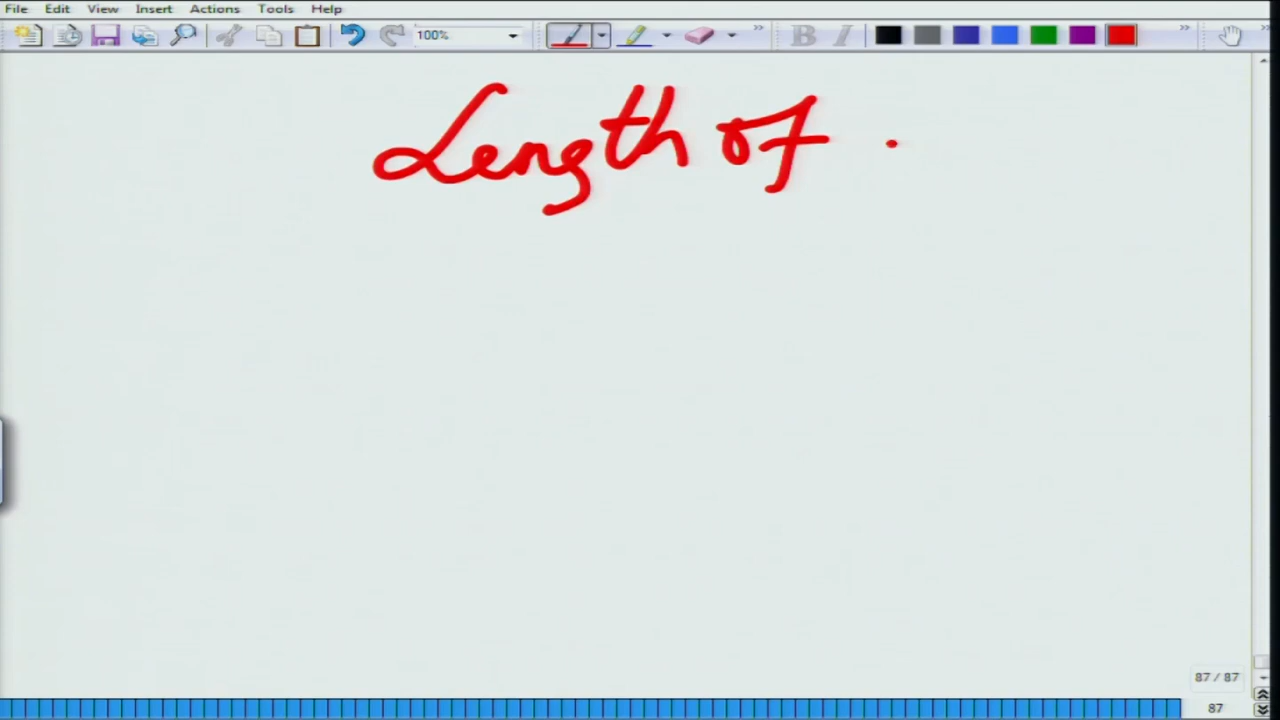 File Edit View Insert Actions Tools Help
100%
B I
Length of
87 / 87
87